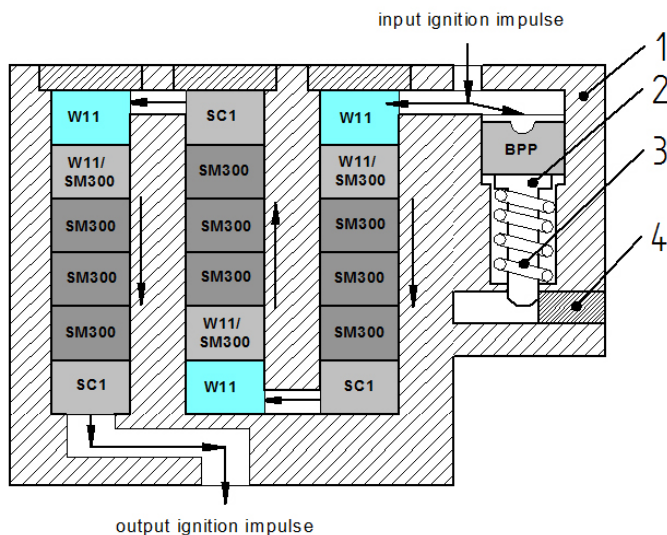 input ignition impulse
1
2
3
4
W11
SC1
W11
BPP
W11/
SM300
SM300
W11/
SM300
SM300
SM300
SM300
SM300
SM300
SM300
SM300
W11/
SM300
SM300
SC1
W11
SC1
output ignition impulse